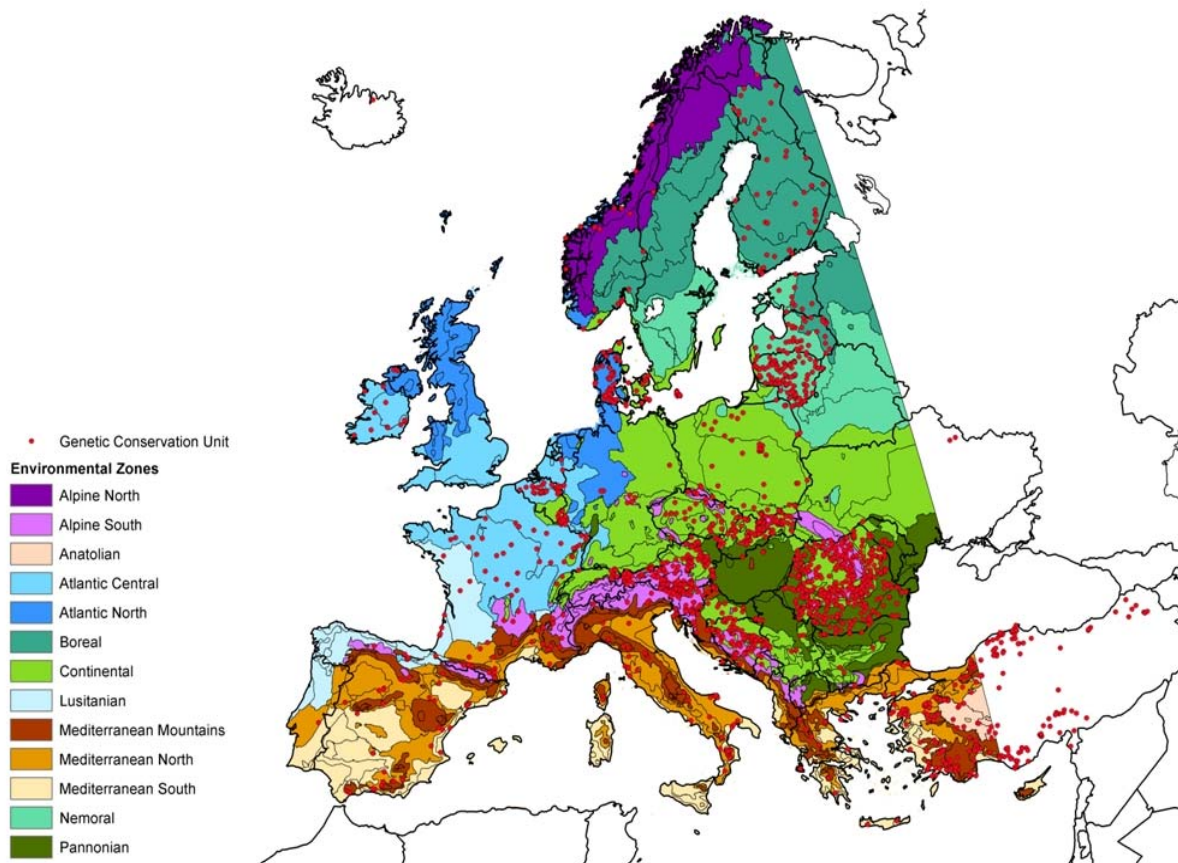 Genetic Conservation Unit
Environmental Zones
Alpine North
Alpine South
Anatolian
Atlantic Central
Atlantic North
Boreal
Continental
Lusitanian
Mediterranean Mountains
Mediterranean North
Mediterranean South
Nemoral
Pannonian